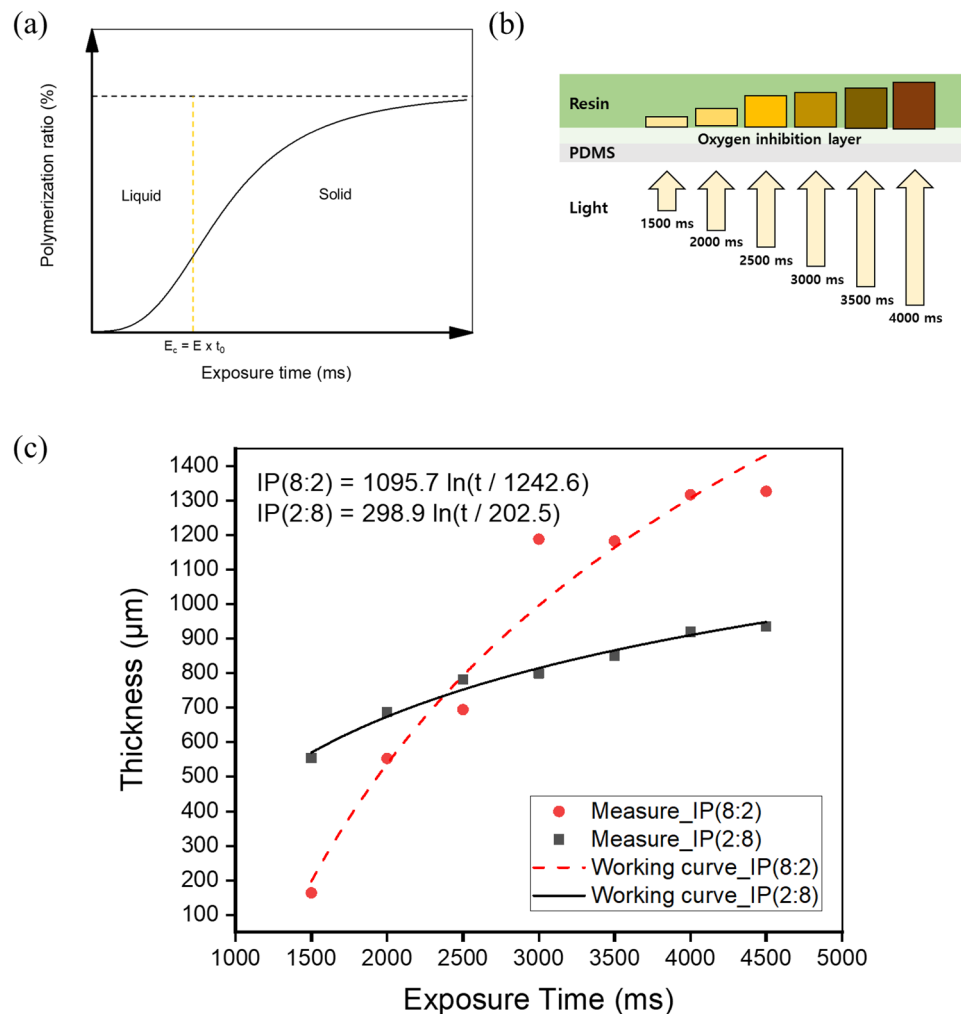 (a)
Polymerization ratio (%)
Liquid
Solid
E_c = E x t_0
Exposure time (ms)
(b)
Resin
Oxygen inhibition layer
PDMS
Light
1500 ms
2000 ms
2500 ms
3000 ms
3500 ms
4000 ms
(c)
IP(8:2) = 1095.7 ln(t / 1242.6)
IP(2:8) = 298.9 ln(t / 202.5)
Thickness (μm)
1400
1300
1200
1100
1000
900
800
700
600
500
400
300
200
100
Measure_IP(8:2)
Measure_IP(2:8)
Working curve_IP(8:2)
Working curve_IP(2:8)
1000 1500 2000 2500 3000 3500 4000 4500 5000
Exposure Time (ms)